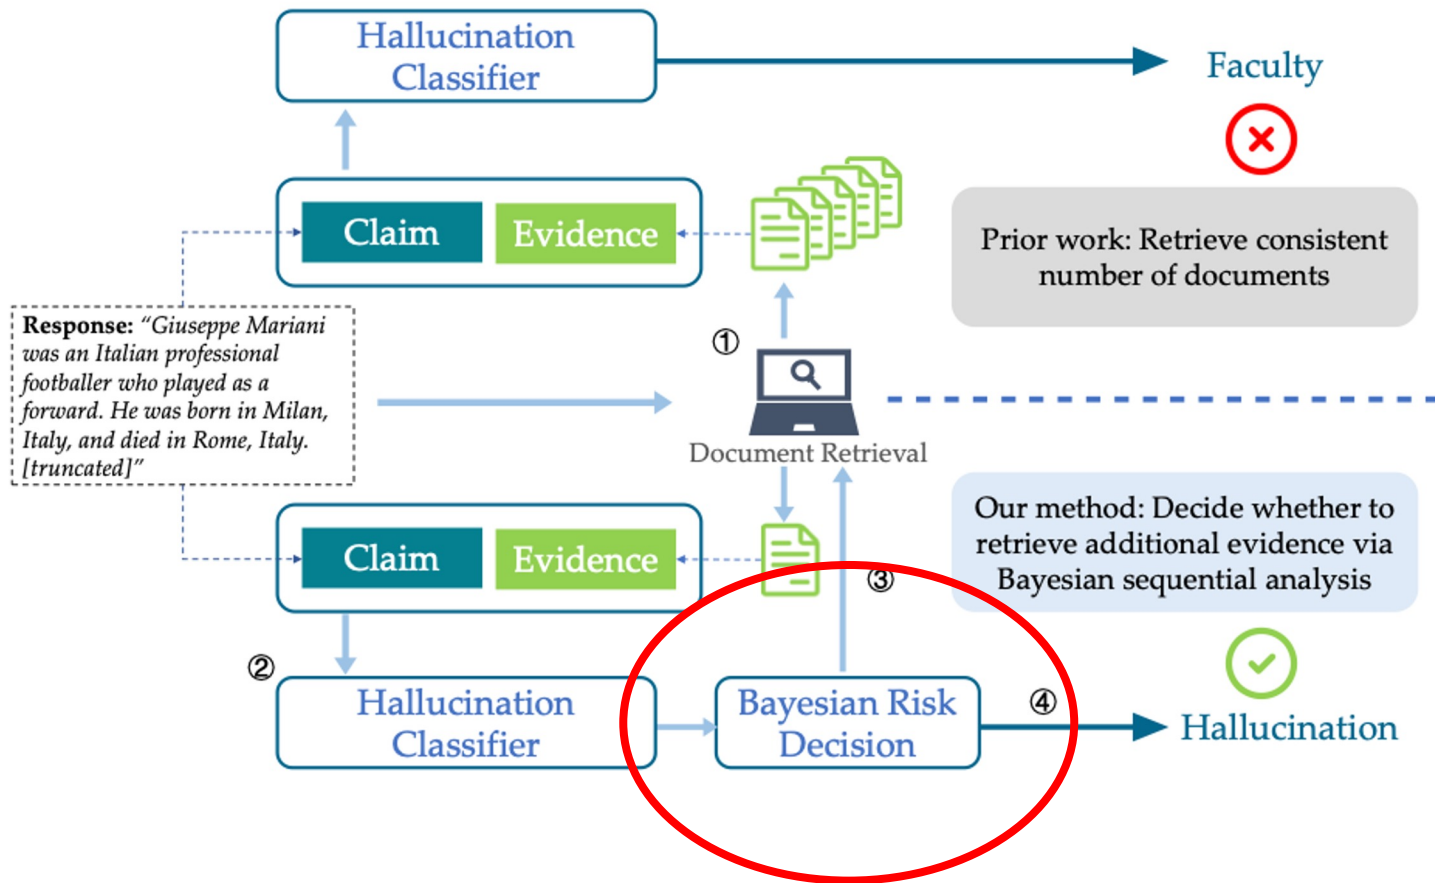 Hallucination
Classifier
Faculty
Claim
Evidence
Prior work: Retrieve consistent
number of documents
Response: “Giuseppe Mariani
was an Italian professional
footballer who played as a
forward. He was born in Milan,
Italy, and died in Rome, Italy.
[truncated]”
①
Document Retrieval
Our method: Decide whether to
retrieve additional evidence via
Bayesian sequential analysis
Claim
Evidence
③
②
Hallucination
Classifier
Bayesian Risk
Decision
④
Hallucination